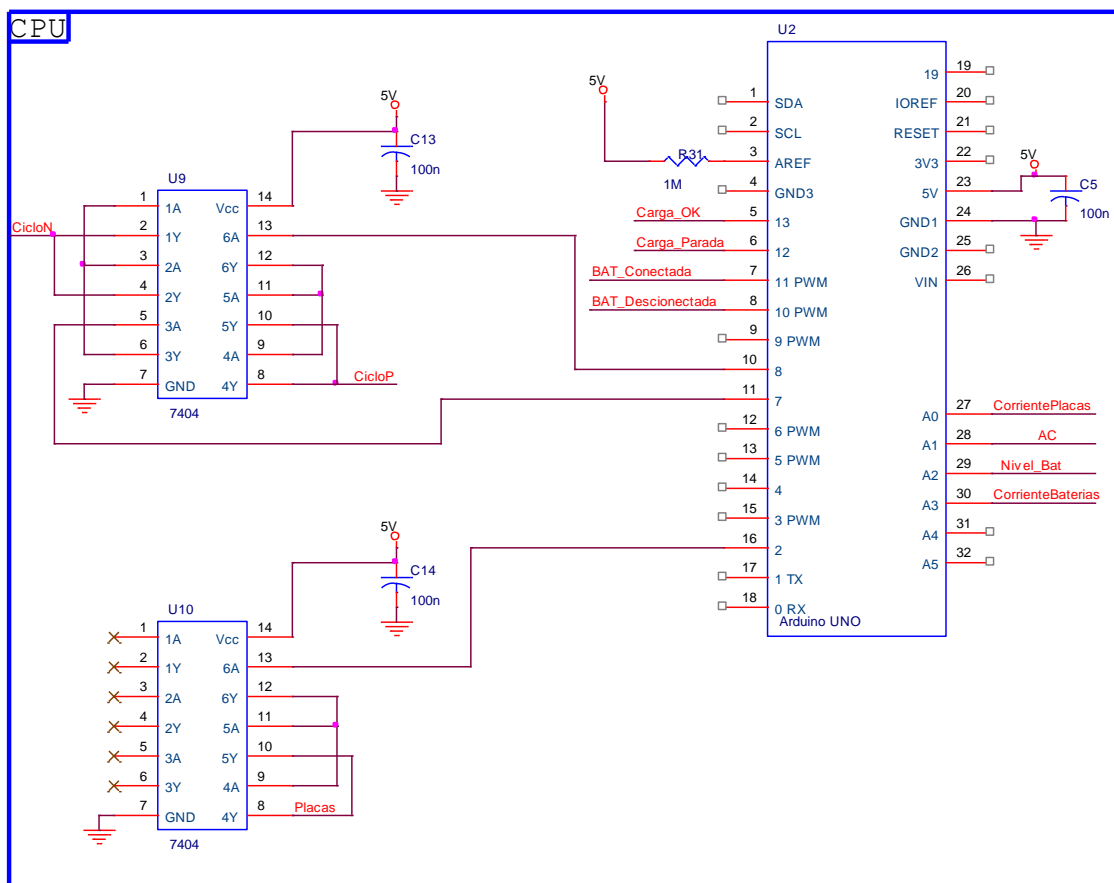 CPU
U2
19 19
5V
1 SDA
IOREF 20
5V
2 SCL
RESET 21
C13
100n
R31
1M
3 AREF
3V3 22
5V
U9
4 GND3
5V 23
C5
100n
1 1A
Vcc 14
Carga_OK 5 13
GND1 24
CicloN 2 1Y
6A 13
Carga_Parada 6 12
GND2 25
3 2A
6Y 12
BAT_Conectada 7 11 PWM
VIN 26
4 2Y
5A 11
BAT_Descionectada 8 10 PWM
5 3A
5Y 10
9 9 PWM
6 3Y
4A 9
10 8
7 GND
4Y 8 CicloP
11 7
7404
A0 27 CorrientePlacas
12 6 PWM
A1 28 AC
13 5 PWM
A2 29 Nivel_Bat
14 4
A3 30 CorrienteBaterias
15 3 PWM
A4 31
5V
16 2
A5 32
C14
100n
17 1 TX
18 0 RX
Arduino UNO
U10
1 1A
Vcc 14
2 1Y
6A 13
3 2A
6Y 12
4 2Y
5A 11
5 3A
5Y 10
6 3Y
4A 9
7 GND
4Y 8 Placas
7404